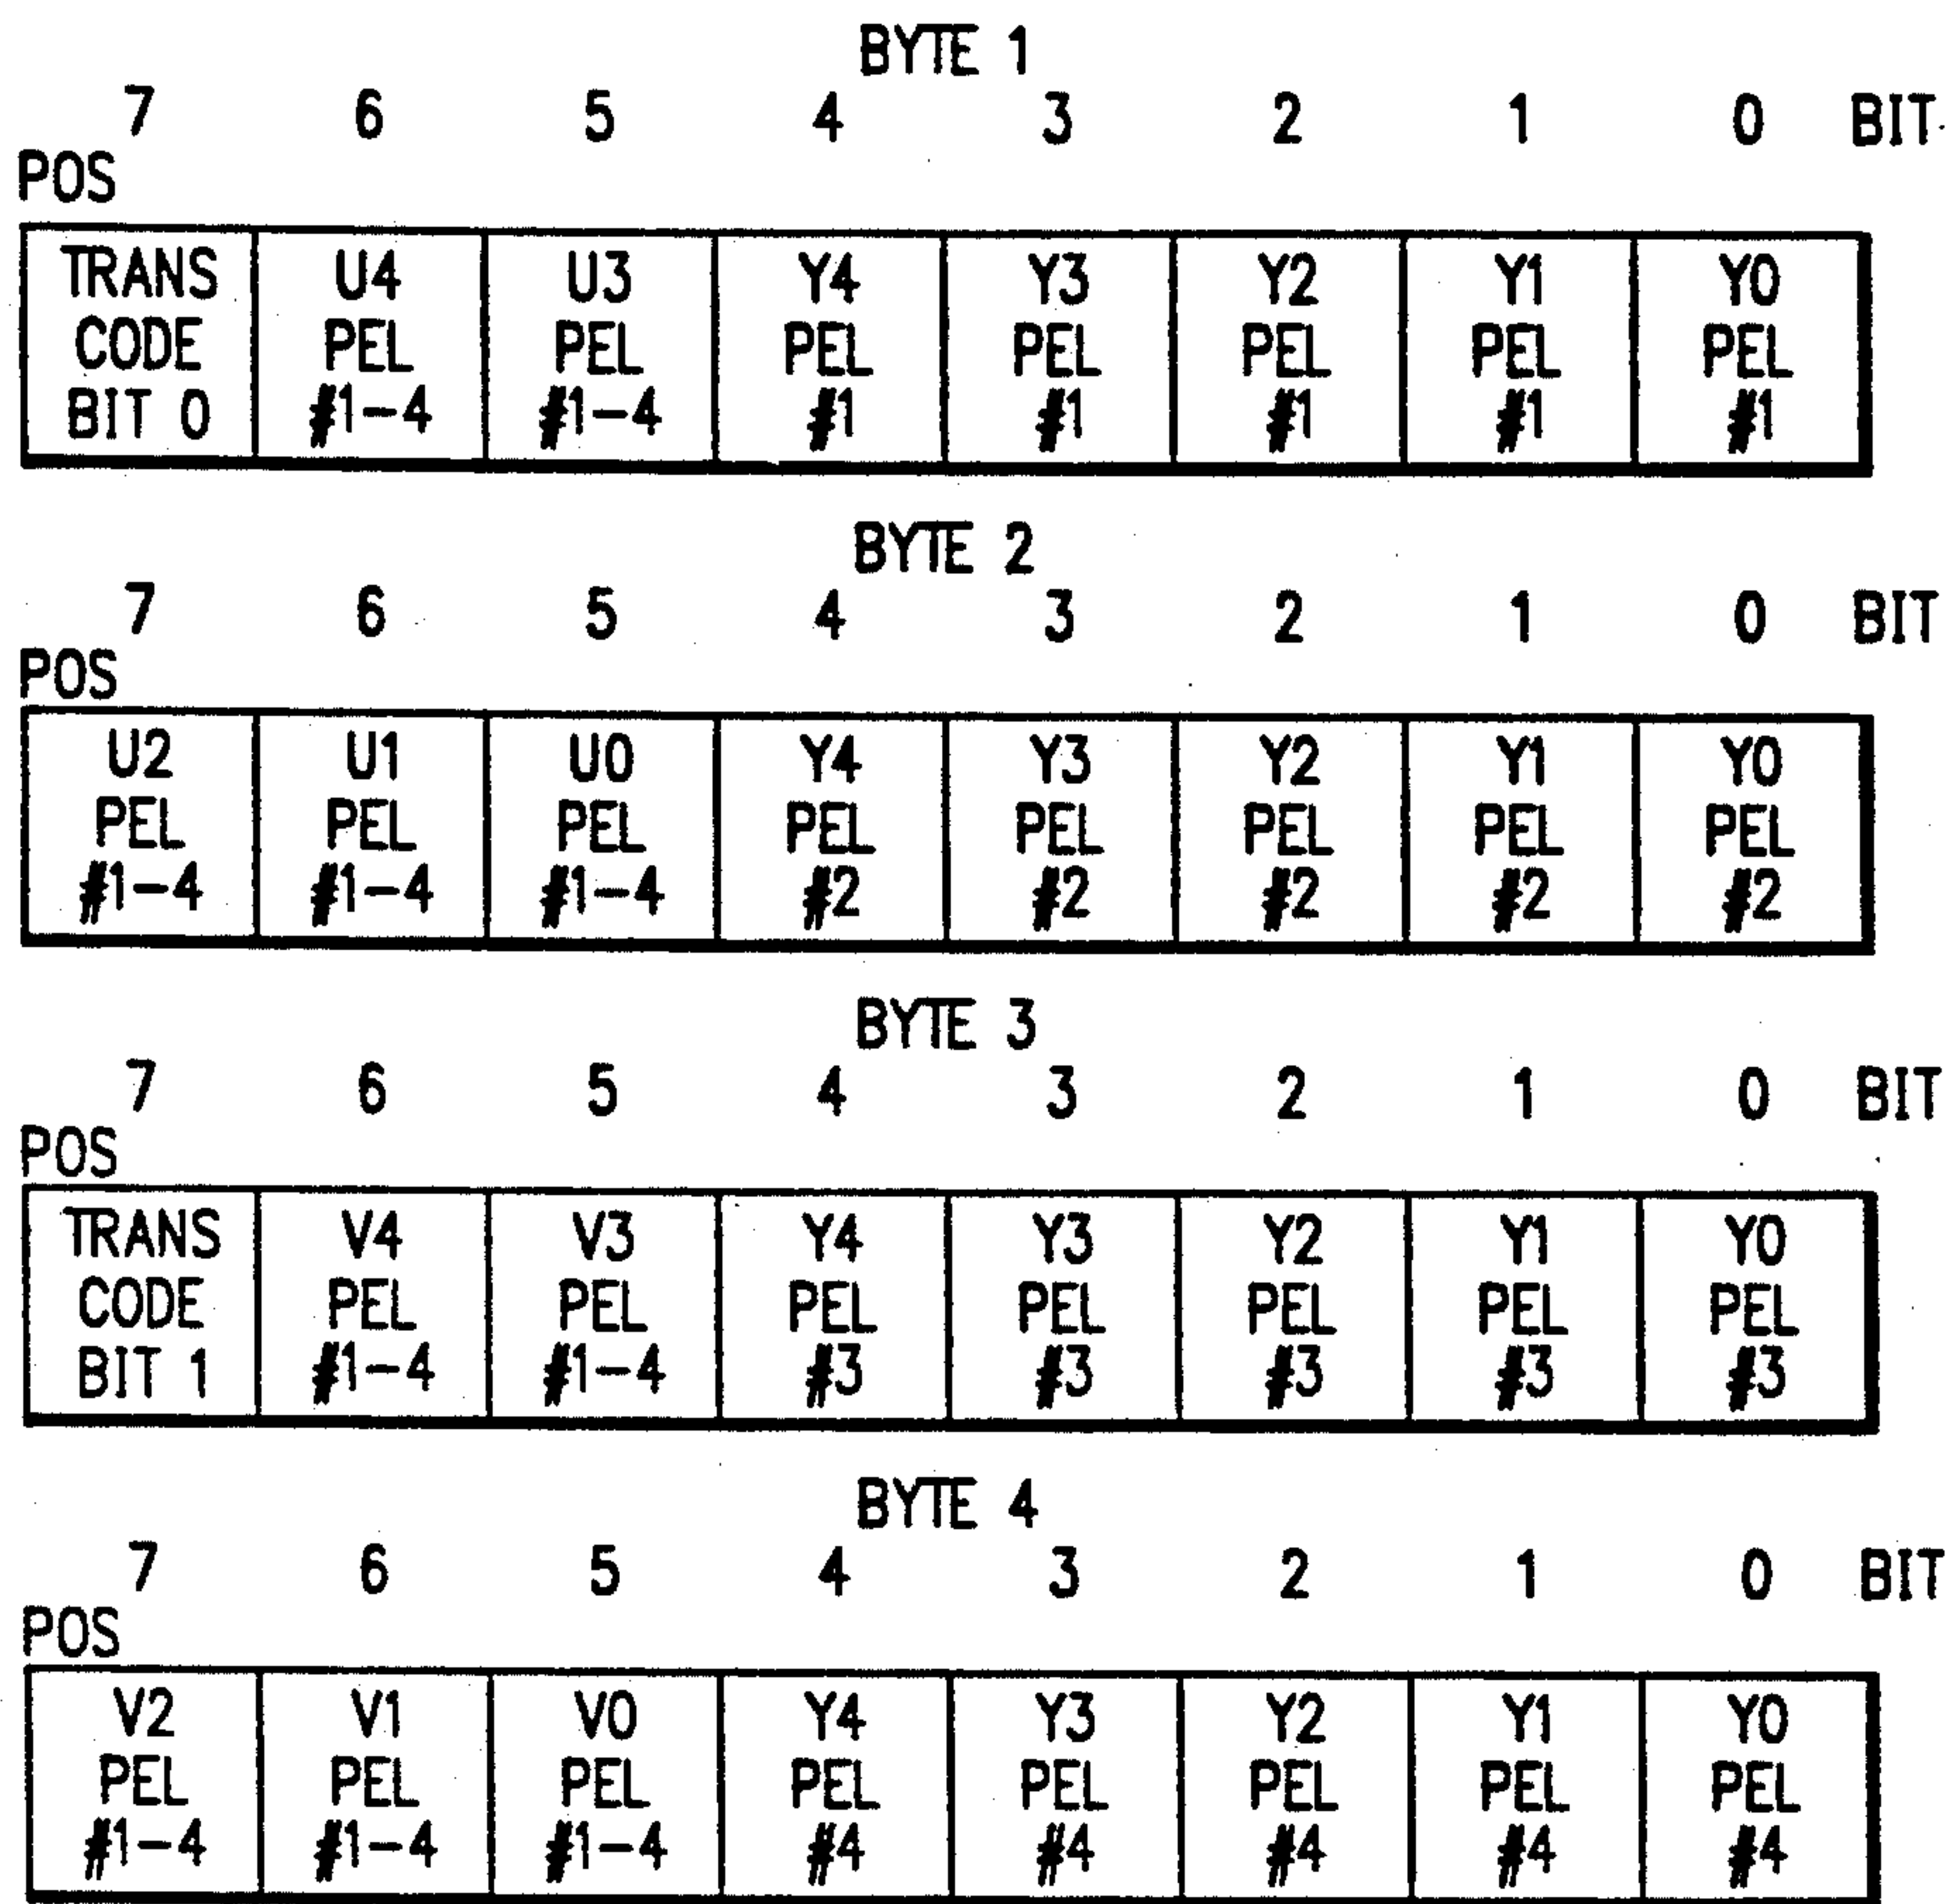 BYTE 1
7 6 5 4 3 2 1 0 BIT
POS
TRANS U4 U3 Y4 Y3 Y2 Y1 Y0
CODE PEL PEL PEL PEL PEL PEL PEL
BIT 0 #1-4 #1-4 #1 #1 #1 #1 #1
BYTE 2
7 6 5 4 3 2 1 0 BIT
POS
U2 U1 U0 Y4 Y3 Y2 Y1 Y0
PEL PEL PEL PEL PEL PEL PEL PEL
#1-4 #1-4 #1-4 #2 #2 #2 #2 #2
BYTE 3
7 6 5 4 3 2 1 0 BIT
POS
TRANS V4 V3 Y4 Y3 Y2 Y1 Y0
CODE PEL PEL PEL PEL PEL PEL PEL
BIT 1 #1-4 #1-4 #3 #3 #3 #3 #3
BYTE 4
7 6 5 4 3 2 1 0 BIT
POS
V2 V1 V0 Y4 Y3 Y2 Y1 Y0
PEL PEL PEL PEL PEL PEL PEL PEL
#1-4 #1-4 #1-4 #4 #4 #4 #4 #4